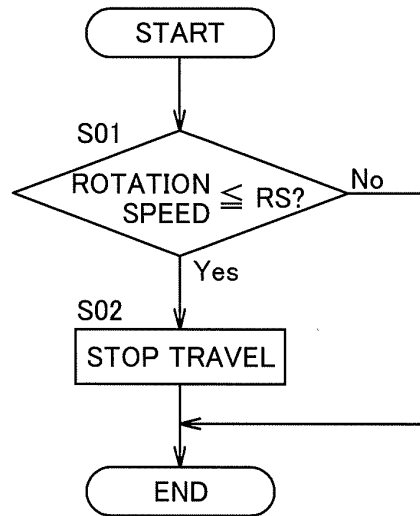 START
S01
ROTATION
SPEED ≦ RS?
No
Yes
S02
STOP TRAVEL
END